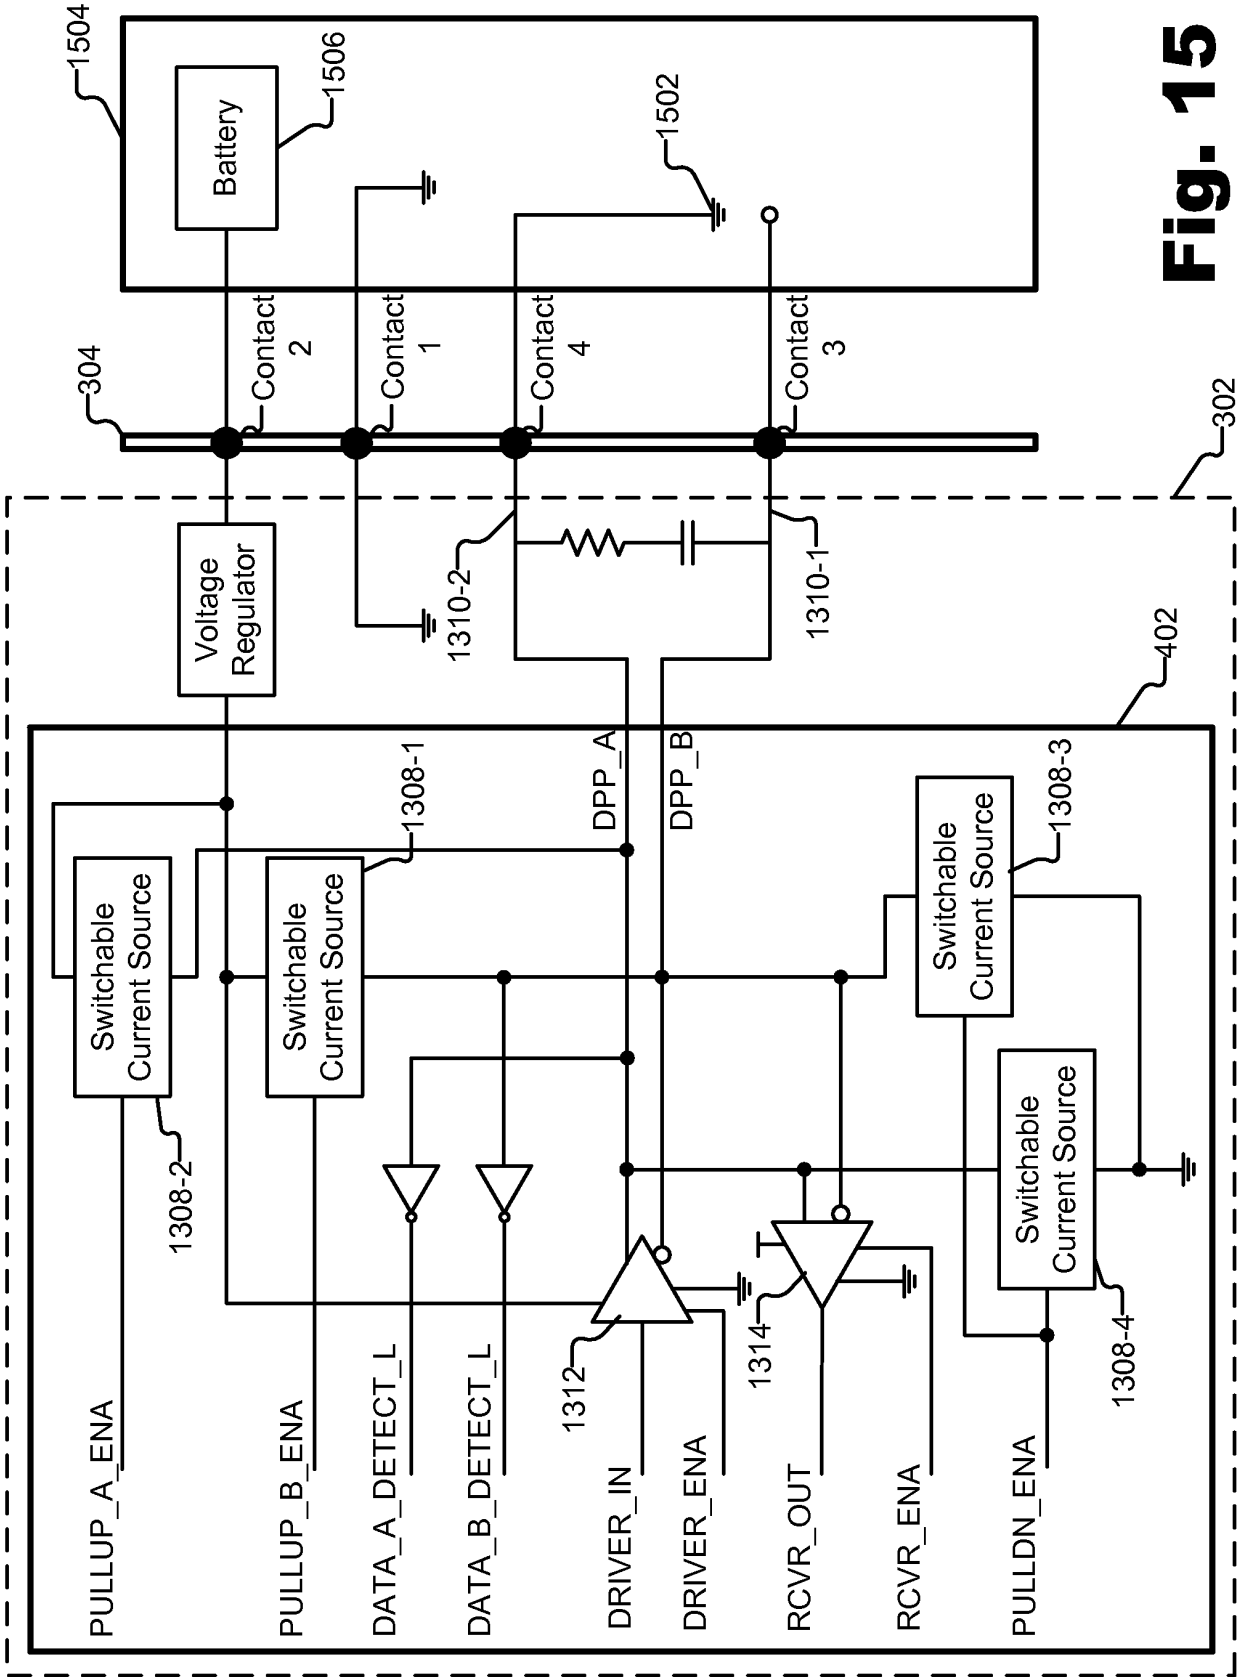 1504
Battery
1506
1502
304
Contact
2
Contact
1
Contact
4
Contact
3
302
Voltage
Regulator
1310-2
1310-1
402
Switchable
Current Source
1308-2
Switchable
Current Source
1308-1
DPP_A
DPP_B
Switchable
Current Source
1308-3
Switchable
Current Source
1308-4
1312
1314
PULLUP_A_ENA
PULLUP_B_ENA
DATA_A_DETECT_L
DATA_B_DETECT_L
DRIVER_IN
DRIVER_ENA
RCVR_OUT
RCVR_ENA
PULLDN_ENA
Fig. 15